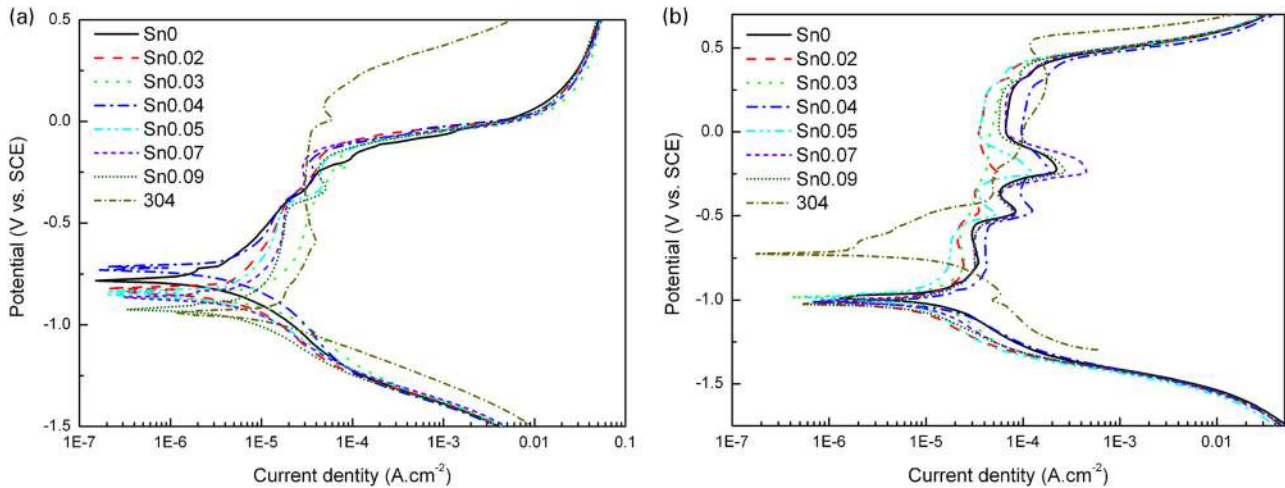 (a)
0.5
0.0
-0.5
-1.0
-1.5
Potential (V vs. SCE)
Sn0
Sn0.02
Sn0.03
Sn0.04
Sn0.05
Sn0.07
Sn0.09
304
1E-7 1E-6 1E-5 1E-4 1E-3 0.01 0.1
Current dentity (A.cm-2)
(b)
0.5
0.0
-0.5
-1.0
-1.5
Potential (V vs. SCE)
Sn0
Sn0.02
Sn0.03
Sn0.04
Sn0.05
Sn0.07
Sn0.09
304
1E-7 1E-6 1E-5 1E-4 1E-3 0.01
Current dentity (A.cm-2)